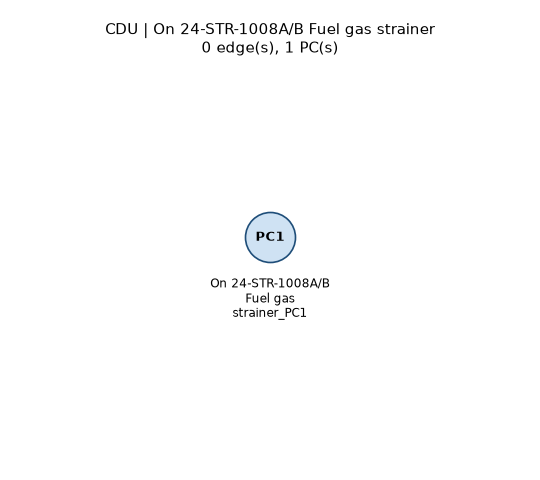 CDU | On 24-STR-1008A/B Fuel gas strainer
0 edge(s), 1 PC(s)
PC1
On 24-STR-1008A/B
Fuel gas
strainer_PC1